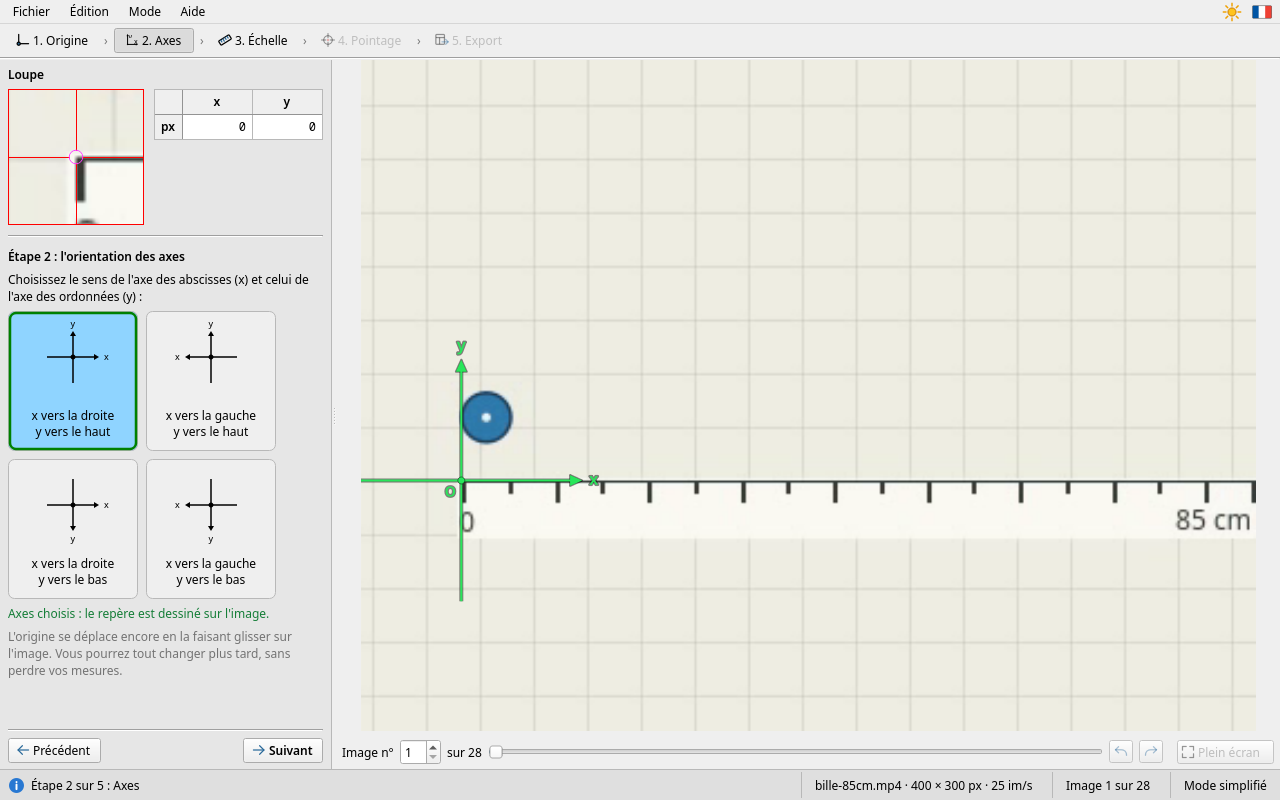 Fichier Édition Mode Aide
1. Origine › 2. Axes › 3. Échelle › 4. Pointage › 5. Export
Loupe
x y
px 0 0
Étape 2 : l'orientation des axes
Choisissez le sens de l'axe des abscisses (x) et celui de
l'axe des ordonnées (y) :
y
x
x vers la droite
y vers le haut
y
x
x vers la gauche
y vers le haut
x
y
x vers la droite
y vers le bas
x
y
x vers la gauche
y vers le bas
Axes choisis : le repère est dessiné sur l'image.
L'origine se déplace encore en la faisant glisser sur
l'image. Vous pourrez tout changer plus tard, sans
perdre vos mesures.
Précédent
Suivant
y
x
O
0
85 cm
Image n° 1 sur 28
Plein écran
Étape 2 sur 5 : Axes
bille-85cm.mp4 · 400 × 300 px · 25 im/s
Image 1 sur 28
Mode simplifié